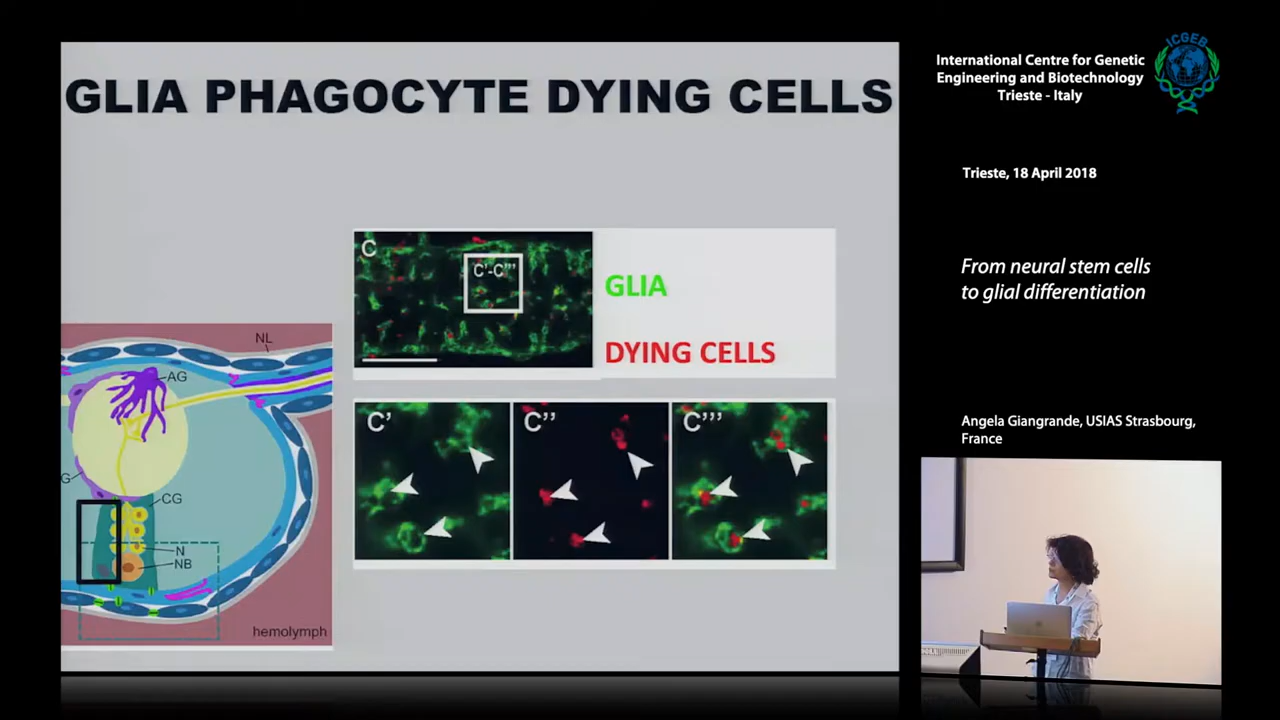 GLIA PHAGOCYTE DYING CELLS
C
C'-C'''
GLIA
DYING CELLS
C'
C''
C'''
NL
AG
G
CG
N
NB
hemolymph
International Centre for Genetic
Engineering and Biotechnology
Trieste - Italy
ICGEB
Trieste, 18 April 2018
From neural stem cells
to glial differentiation
Angela Giangrande, USIAS Strasbourg,
France